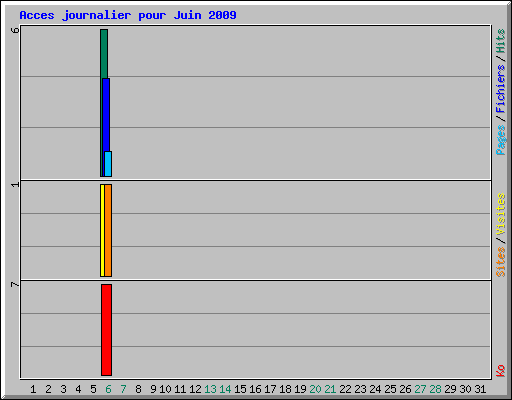 Acces journalier pour Juin 2009
6
Pages/Fichiers/Hits
1
Sites/Visites
7
Ko
1 2 3 4 5 6 7 8 9 10 11 12 13 14 15 16 17 18 19 20 21 22 23 24 25 26 27 28 29 30 31